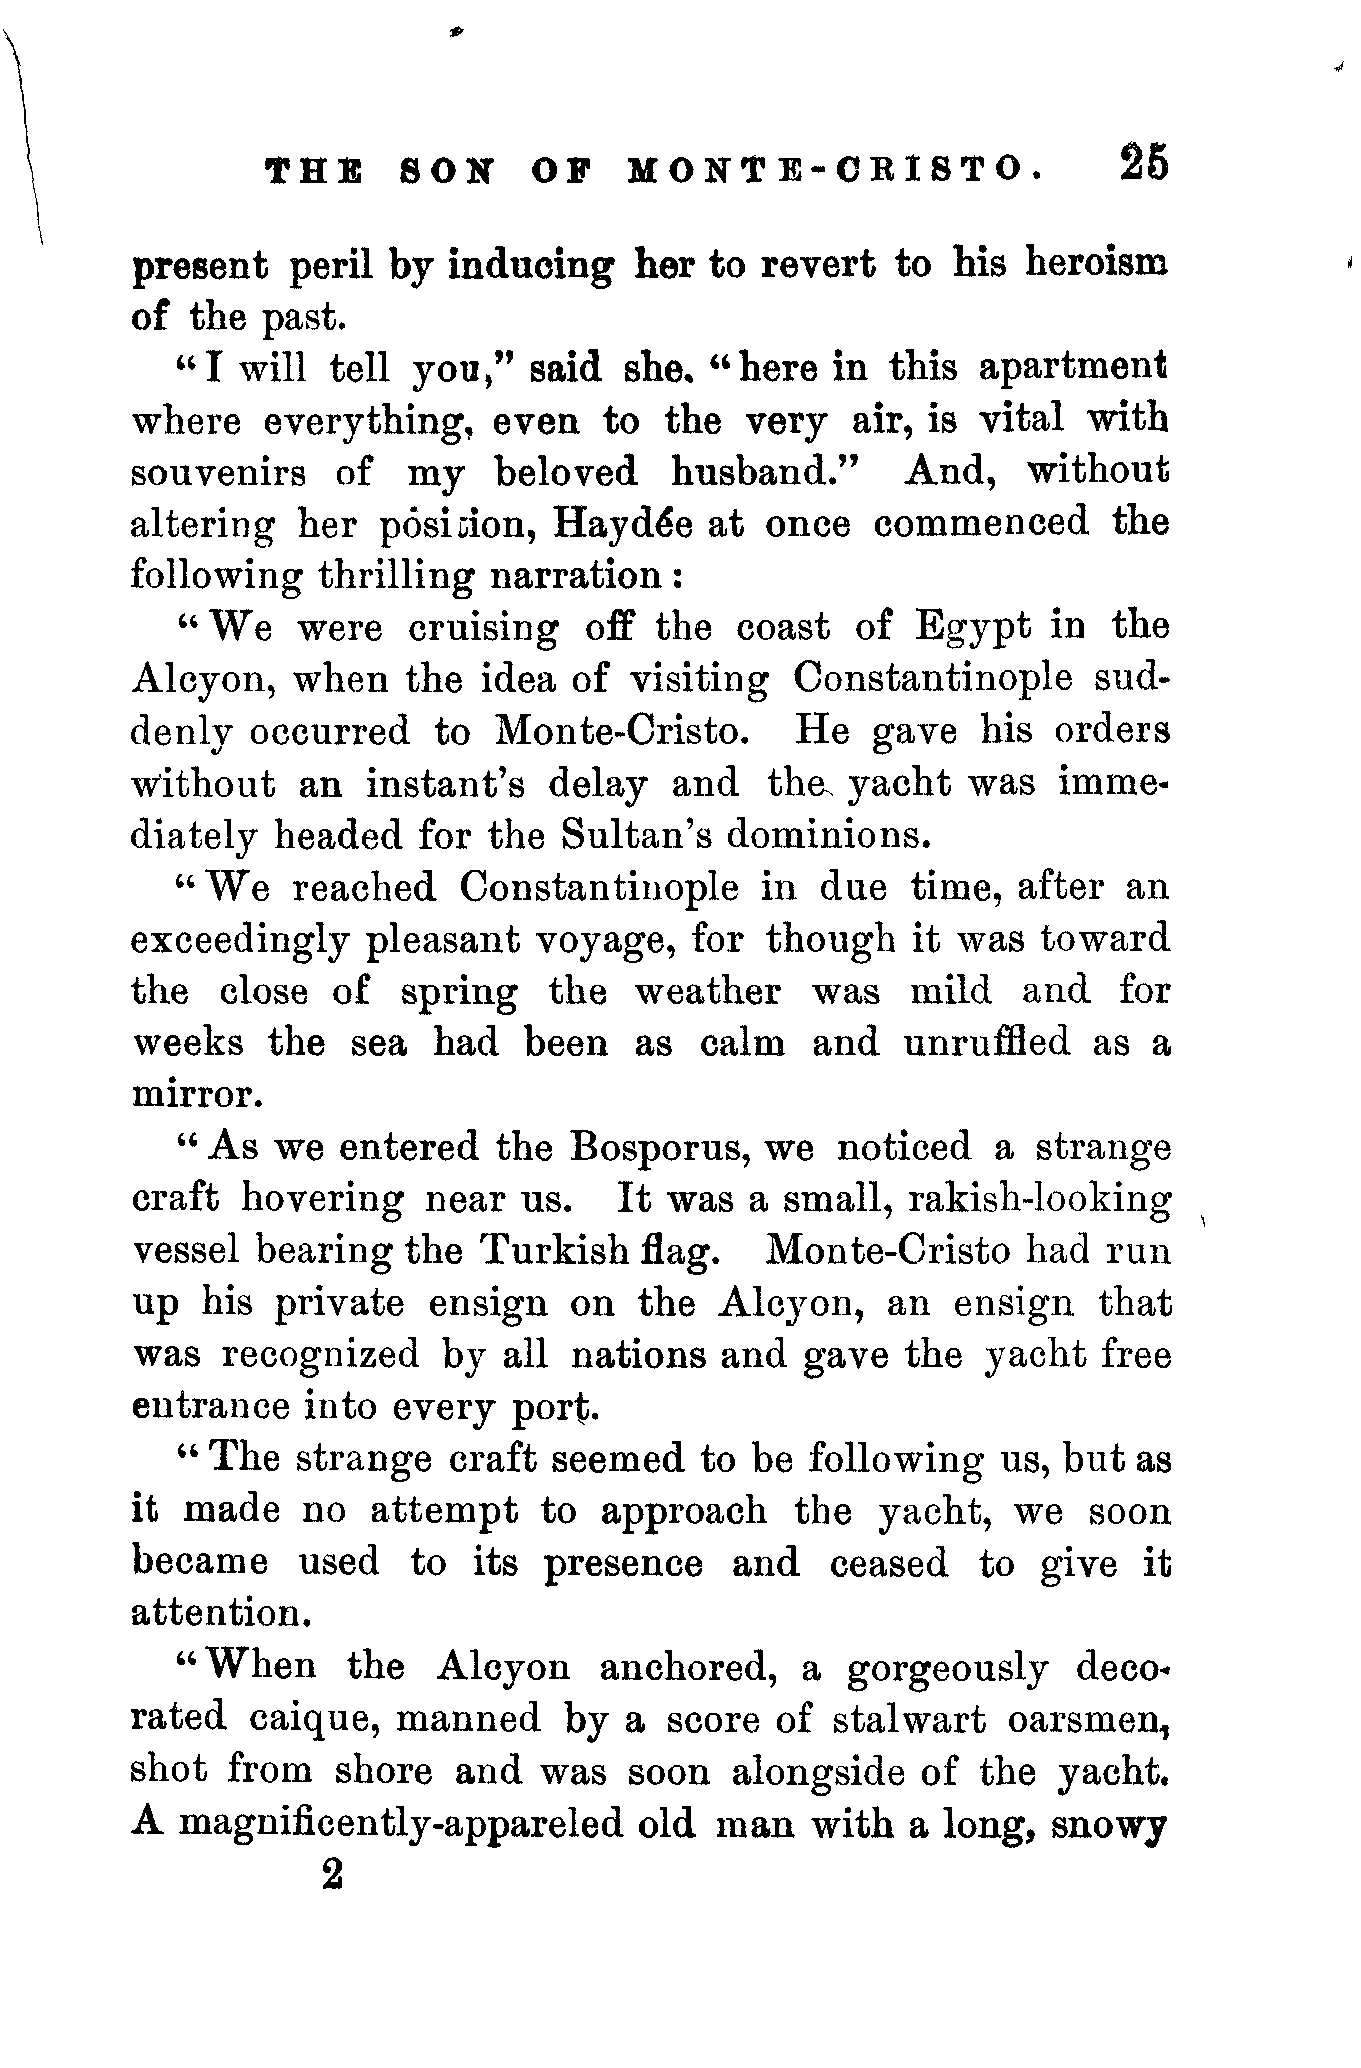 THE SON OF MONTE-CRISTO. 25
present peril by inducing her to revert to his heroism
of the past.
"I will tell you," said she. "here in this apartment
where everything, even to the very air, is vital with
souvenirs of my beloved husband." And, without
altering her position, Haydée at once commenced the
following thrilling narration:
"We were cruising off the coast of Egypt in the
Alcyon, when the idea of visiting Constantinople sud-
denly occurred to Monte-Cristo. He gave his orders
without an instant's delay and the yacht was imme-
diately headed for the Sultan's dominions.
"We reached Constantinople in due time, after an
exceedingly pleasant voyage, for though it was toward
the close of spring the weather was mild and for
weeks the sea had been as calm and unruffled as a
mirror.
"As we entered the Bosporus, we noticed a strange
craft hovering near us. It was a small, rakish-looking
vessel bearing the Turkish flag. Monte-Cristo had run
up his private ensign on the Alcyon, an ensign that
was recognized by all nations and gave the yacht free
entrance into every port.
"The strange craft seemed to be following us, but as
it made no attempt to approach the yacht, we soon
became used to its presence and ceased to give it
attention.
"When the Alcyon anchored, a gorgeously deco-
rated caique, manned by a score of stalwart oarsmen,
shot from shore and was soon alongside of the yacht.
A magnificently-appareled old man with a long, snowy
2